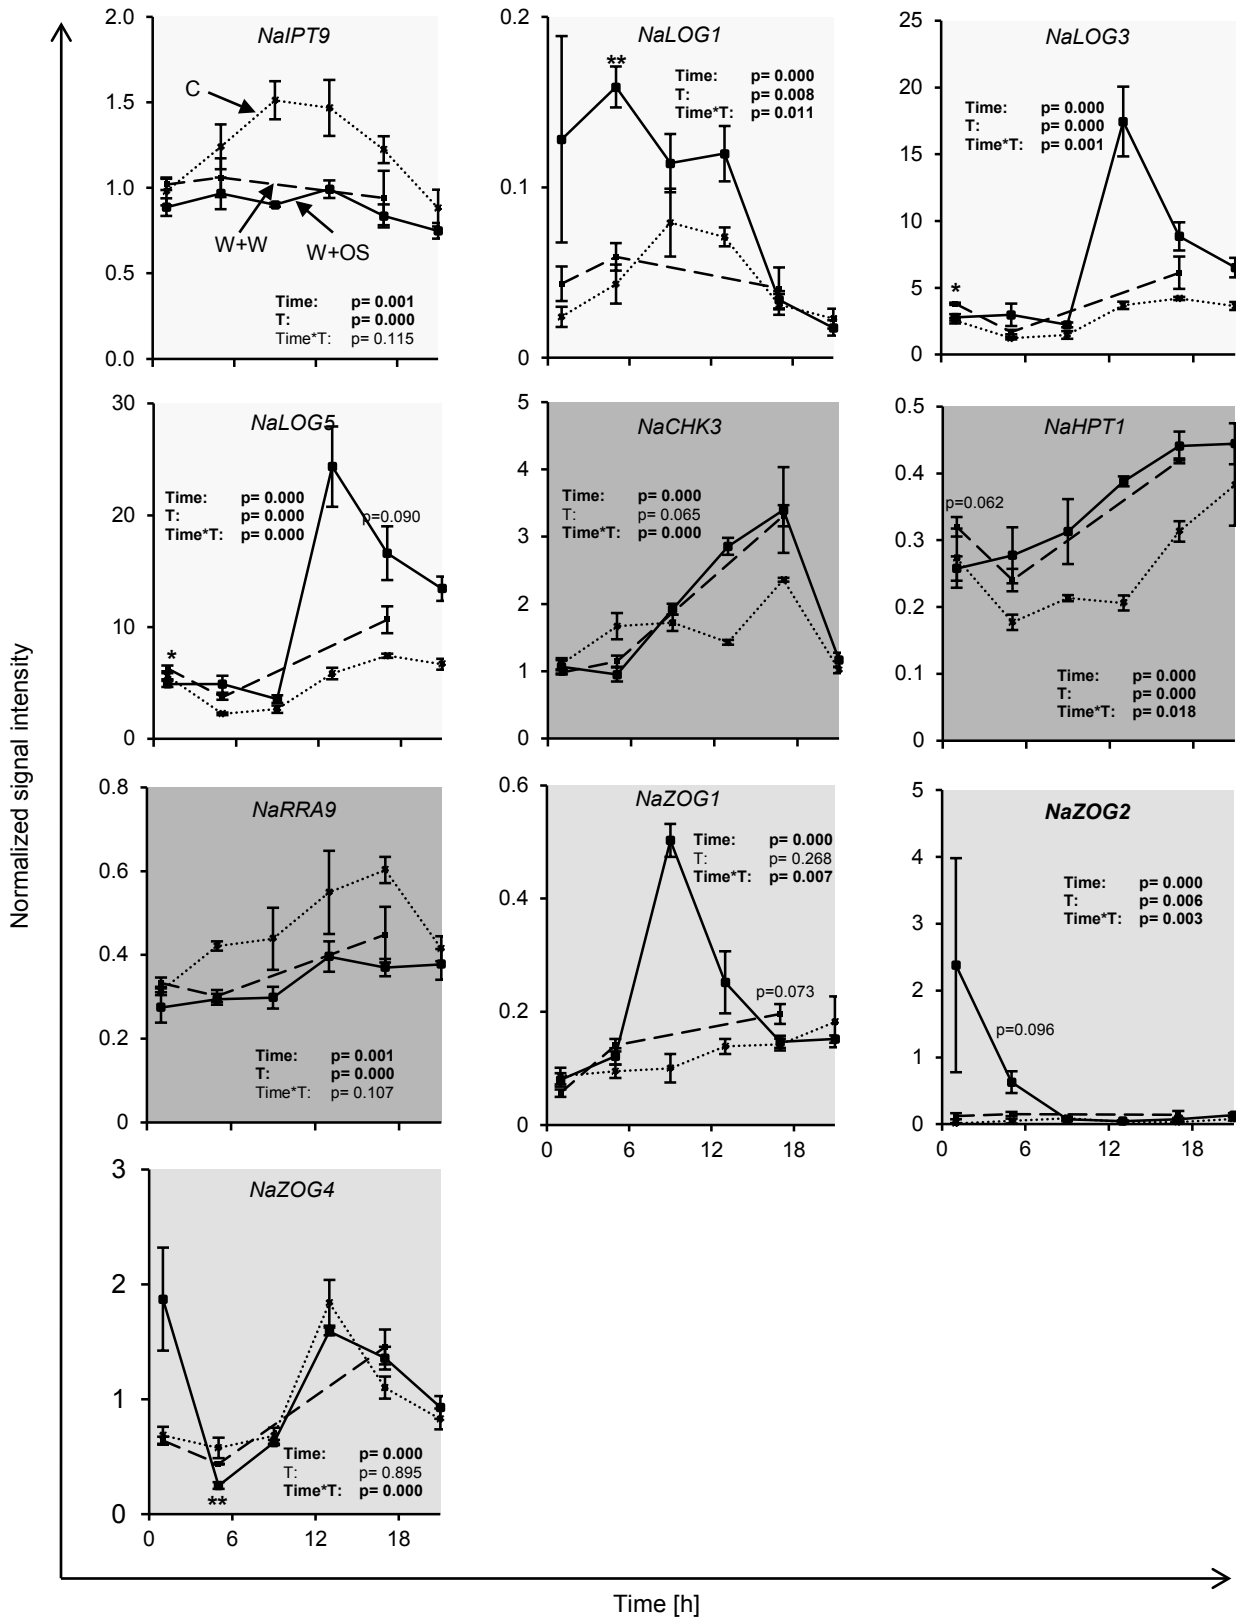 Normalized signal intensity
NaIPT9
2.0
1.5
1.0
0.5
0.0
C
W+W
W+OS
Time: p= 0.001
T: p= 0.000
Time*T: p= 0.115
NaLOG1
0.2
0.1
0
**
Time: p= 0.000
T: p= 0.008
Time*T: p= 0.011
NaLOG3
25
20
15
10
5
0
*
Time: p= 0.000
T: p= 0.000
Time*T: p= 0.001
NaLOG5
30
20
10
0
*
Time: p= 0.000
T: p= 0.000
Time*T: p= 0.000
p=0.090
NaCHK3
5
4
3
2
1
0
Time: p= 0.000
T: p= 0.065
Time*T: p= 0.000
NaHPT1
0.5
0.4
0.3
0.2
0.1
0
p=0.062
Time: p= 0.000
T: p= 0.000
Time*T: p= 0.018
NaRRA9
0.8
0.6
0.4
0.2
0
Time: p= 0.001
T: p= 0.000
Time*T: p= 0.107
NaZOG1
0.6
0.4
0.2
0
Time: p= 0.000
T: p= 0.268
Time*T: p= 0.007
p=0.073
0 6 12 18
NaZOG2
5
4
3
2
1
0
Time: p= 0.000
T: p= 0.006
Time*T: p= 0.003
p=0.096
0 6 12 18
NaZOG4
3
2
1
0
**
Time: p= 0.000
T: p= 0.895
Time*T: p= 0.000
0 6 12 18
Time [h]